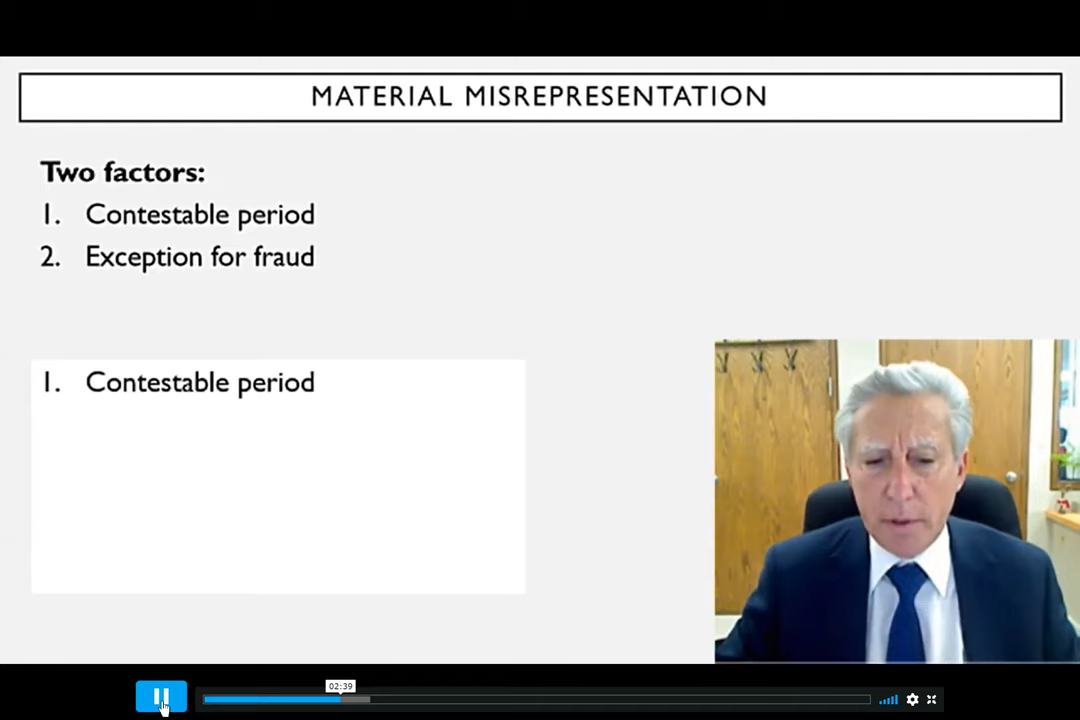 MATERIAL MISREPRESENTATION
Two factors:
1. Contestable period
2. Exception for fraud
1. Contestable period
02:39